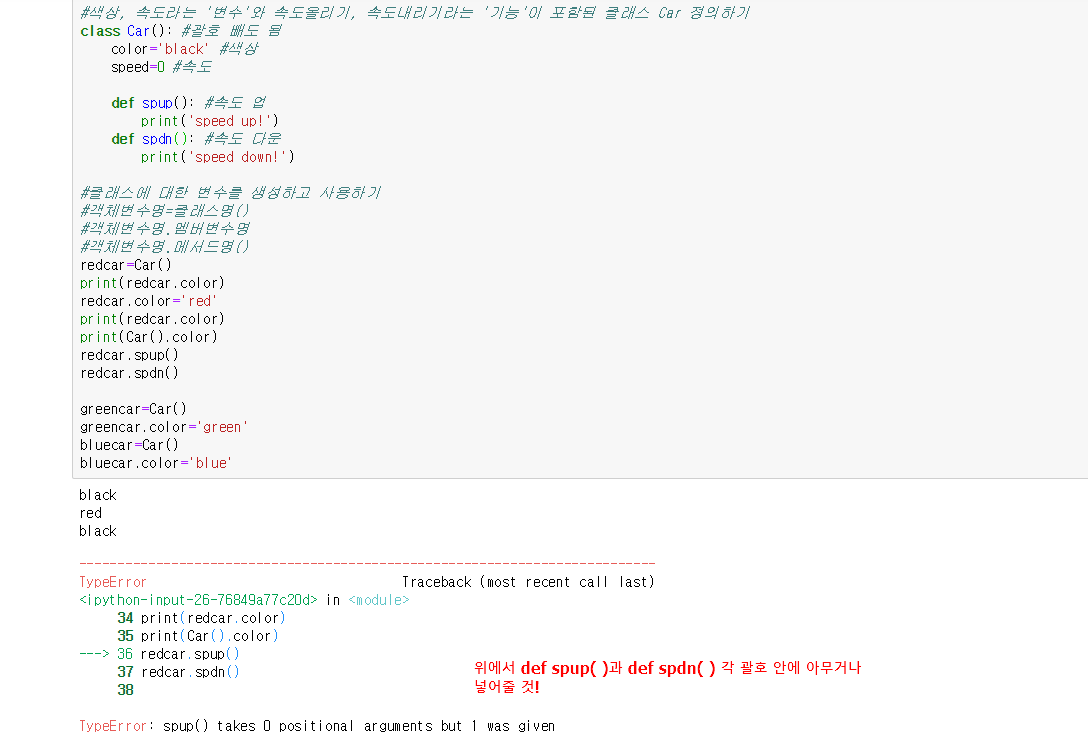 #색상, 속도라는 '변수'와 속도올리기, 속도내리기라는 '기능'이 포함된 클래스 Car 정의하기
class Car(): #괄호 빼도 됨
    color='black' #색상
    speed=0 #속도
    def spup(): #속도 업
        print('speed up!')
    def spdn(): #속도 다운
        print('speed down!')
#클래스에 대한 변수를 생성하고 사용하기
#객체변수명=클래스명()
#객체변수명.멤버변수명
#객체변수명.메서드명()
redcar=Car()
print(redcar.color)
redcar.color='red'
print(redcar.color)
print(Car().color)
redcar.spup()
redcar.spdn()
greencar=Car()
greencar.color='green'
bluecar=Car()
bluecar.color='blue'
black
red
black
---------------------------------------------------------------------------
TypeError                                 Traceback (most recent call last)
<ipython-input-26-76849a77c20d> in <module>
     34 print(redcar.color)
     35 print(Car().color)
---> 36 redcar.spup()
     37 redcar.spdn()
     38
위에서 def spup( )과 def spdn( ) 각 괄호 안에 아무거나
넣어줄 것!
TypeError: spup() takes 0 positional arguments but 1 was given